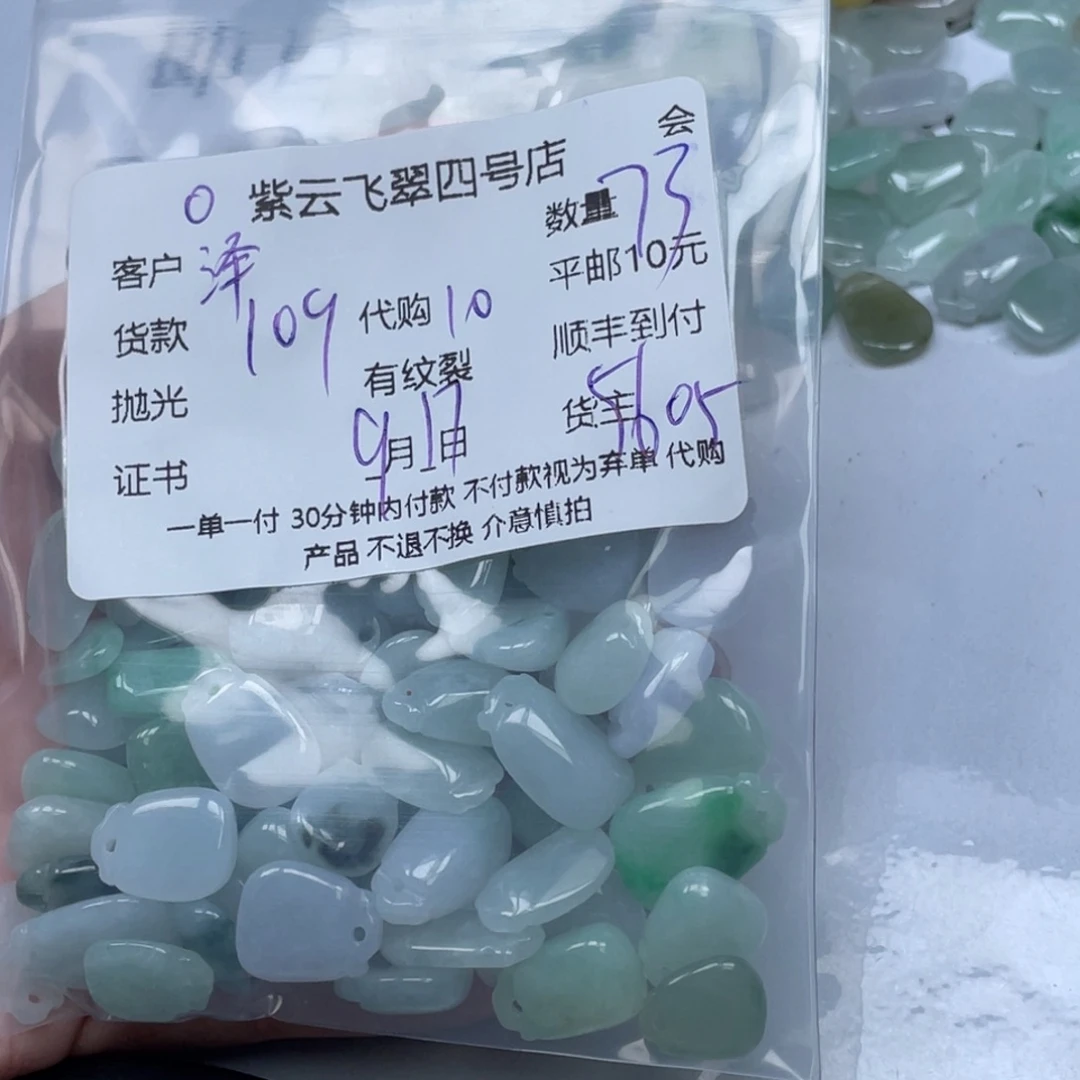 会
O 紫云飞翠四号店
数量 73
客户 泽
平邮10元
货款 109 代购 10
顺丰到付
抛光 有纹裂
货主 5605
证书 9月17日
一单一付 30分钟内付款 不付款视为弃单 代购
产品 不退不换 介意慎拍